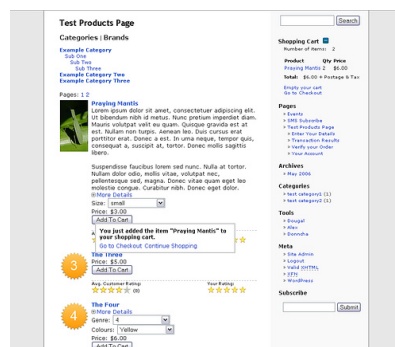 Test Products Page
Categories | Brands
Example Category
Sub One
Sub Two
Sub Three
Example Category Two
Example Category Three
Pages: 1 2
Praying Mantis
Lorem ipsum dolor sit amet, consectetuer adipiscing elit.
Ut bibendum nibh id metus. Nunc pretium imperdiet diam.
Mauris volutpat velit eu quam. Quisque gravida est at
est. Nullam non turpis. Aenean leo. Duis cursus erat
porttitor erat. Donec a est. In urna neque, tempor quis,
consequat a, suscipit at, tortor. Donec mollis sagittis
libero.
Suspendisse faucibus lorem sed nunc. Nulla at tortor.
Nullam dolor odio, mollis vitae, volutpat nec,
pellentesque sed, magna. Donec vitae quam eget leo
molestie congue. Curabitur nibh. Donec eget dolor.
More Details
Size: small
Price: $3.00
Add To Cart
You just added the item "Praying Mantis" to
your shopping cart.
Go to Checkout Continue Shopping
3
The Three
Price: $5.00
Add To Cart
Avg. Customer Rating:
Your Rating:
(0)
4
The Four
More Details
Genre: 4
Colours: Yellow
Price: $6.00
Add To Cart
Search
Shopping Cart
Number of items: 2
Product Qty Price
Praying Mantis 2 $6.00
Total: $6.00 + Postage & Tax
Empty your cart
Go to Checkout
Pages
» Events
» SMS Subscribe
» Test Products Page
» Enter Your Details
» Transaction Results
» Verify your Order
» Your Account
Archives
» May 2006
Categories
» test category1 (1)
» test category2 (1)
Tools
» Dougal
» Alex
» Donncha
Meta
» Site Admin
» Logout
» Valid XHTML
» XFN
» WordPress
Subscribe
Submit